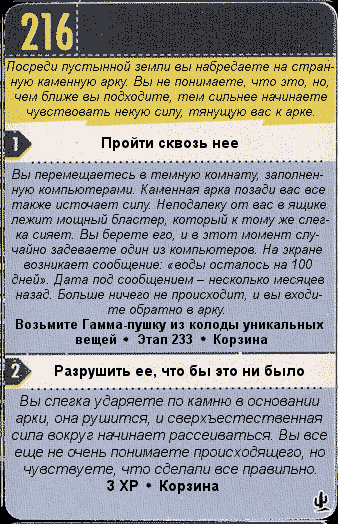 216
Посреди пустынной земли вы набредаете на стран-
ную каменную арку. Вы не понимаете, что это, но,
чем ближе вы подходите, тем сильнее начинаете
чувствовать некую силу, тянущую вас к арке.
1 Пройти сквозь нее
Вы перемещаетесь в темную комнату, заполнен-
ную компьютерами. Каменная арка позади вас все
также источает силу. Неподалеку от вас в ящике
лежит мощный бластер, который к тому же слег-
ка сияет. Вы берете его, и в этот момент слу-
чайно задеваете один из компьютеров. На экране
возникает сообщение: «воды осталось на 100
дней». Дата под сообщением – несколько месяцев
назад. Больше ничего не происходит, и вы входи-
те обратно в арку.
Возьмите Гамма-пушку из колоды уникальных
вещей • Этап 233 • Корзина
2 Разрушить ее, что бы это ни было
Вы слегка ударяете по камню в основании
арки, она рушится, и сверхъестественная
сила вокруг начинает рассеиваться. Вы все
еще не очень понимаете происходящего, но
чувствуете, что сделали все правильно.
3 XP • Корзина